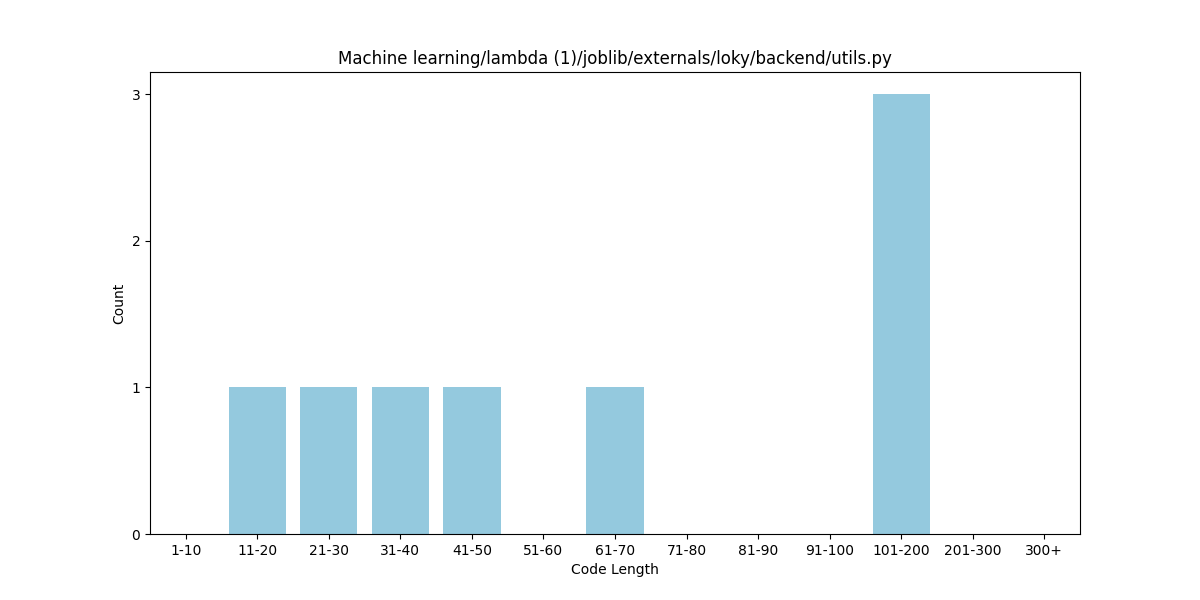 Machine learning/lambda (1)/joblib/externals/loky/backend/utils.py
Count
3
2
1
0
1-10 11-20 21-30 31-40 41-50 51-60 61-70 71-80 81-90 91-100 101-200 201-300 300+
Code Length